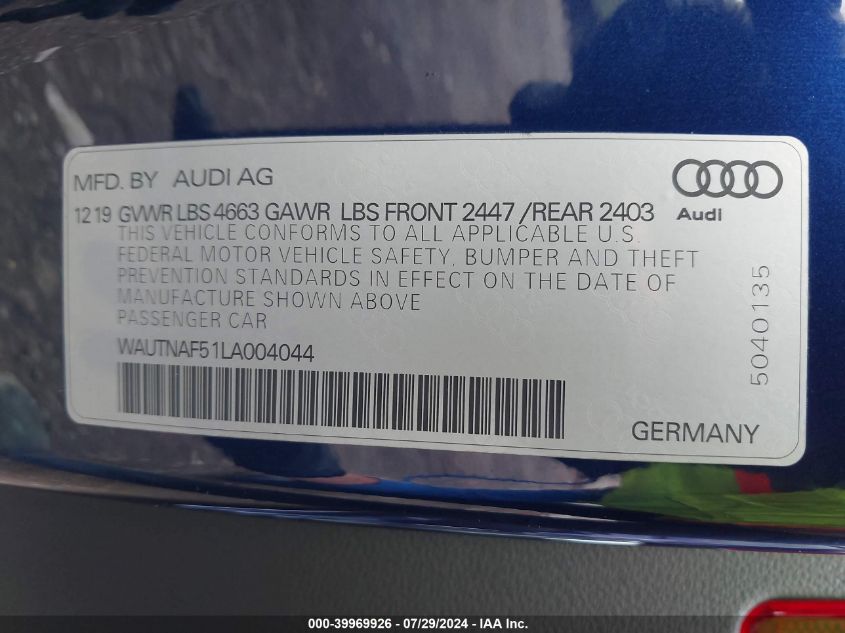 MFD. BY AUDI AG
Audi
12 19 GVWR LBS 4663 GAWR LBS FRONT 2447 /REAR 2403
THIS VEHICLE CONFORMS TO ALL APPLICABLE U.S.
FEDERAL MOTOR VEHICLE SAFETY, BUMPER AND THEFT
PREVENTION STANDARDS IN EFFECT ON THE DATE OF
MANUFACTURE SHOWN ABOVE
PASSENGER CAR
WAUTNAF51LA004044
5040135
GERMANY
000-39969926 - 07/29/2024 - IAA Inc.